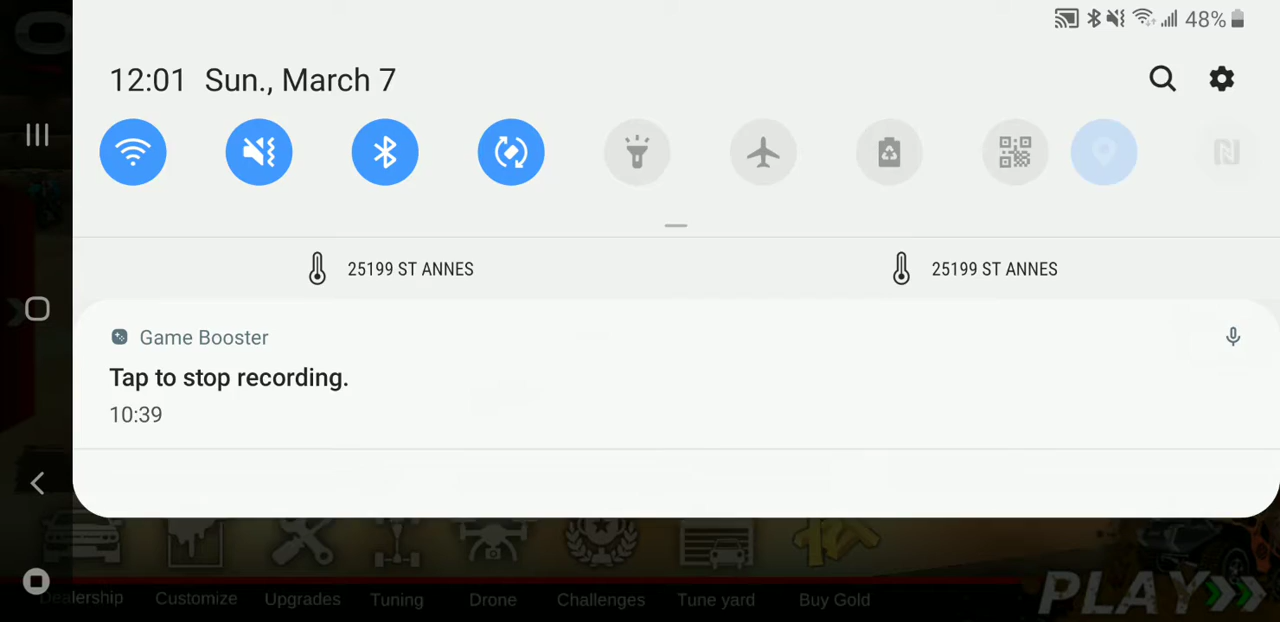 48%
12:01 Sun., March 7
25199 ST ANNES 25199 ST ANNES
Game Booster
Tap to stop recording.
10:39
Dealership Customize Upgrades Tuning Drone Challenges Tune yard Buy Gold
PLAY